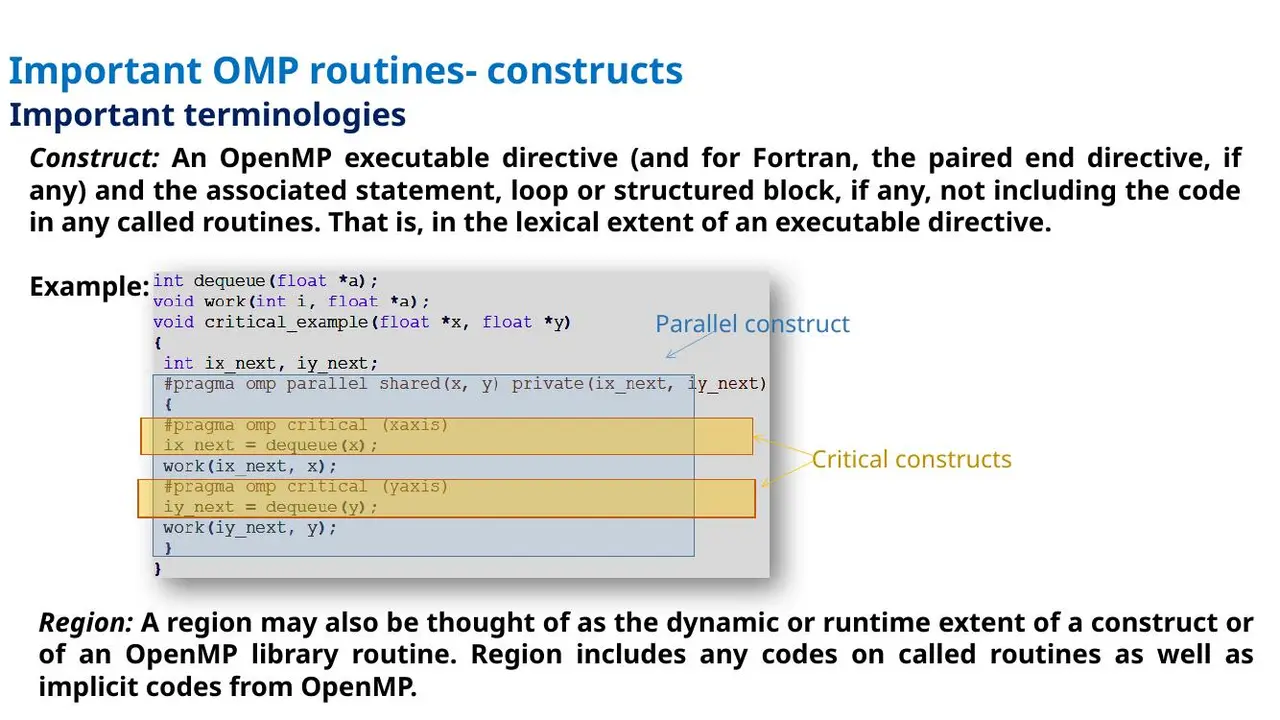 Important OMP routines- constructs
Important terminologies
Construct: An OpenMP executable directive (and for Fortran, the paired end directive, if
any) and the associated statement, loop or structured block, if any, not including the code
in any called routines. That is, in the lexical extent of an executable directive.
Example:
int dequeue(float *a);
void work(int i, float *a);
void critical_example(float *x, float *y)
Parallel construct
{
int ix_next, iy_next;
#pragma omp parallel shared(x, y) private(ix_next, iy_next)
{
#pragma omp critical (xaxis)
ix_next = dequeue(x);
Critical constructs
work(ix_next, x);
#pragma omp critical (yaxis)
iy_next = dequeue(y);
work(iy_next, y);
}
}
Region: A region may also be thought of as the dynamic or runtime extent of a construct or
of an OpenMP library routine. Region includes any codes on called routines as well as
implicit codes from OpenMP.